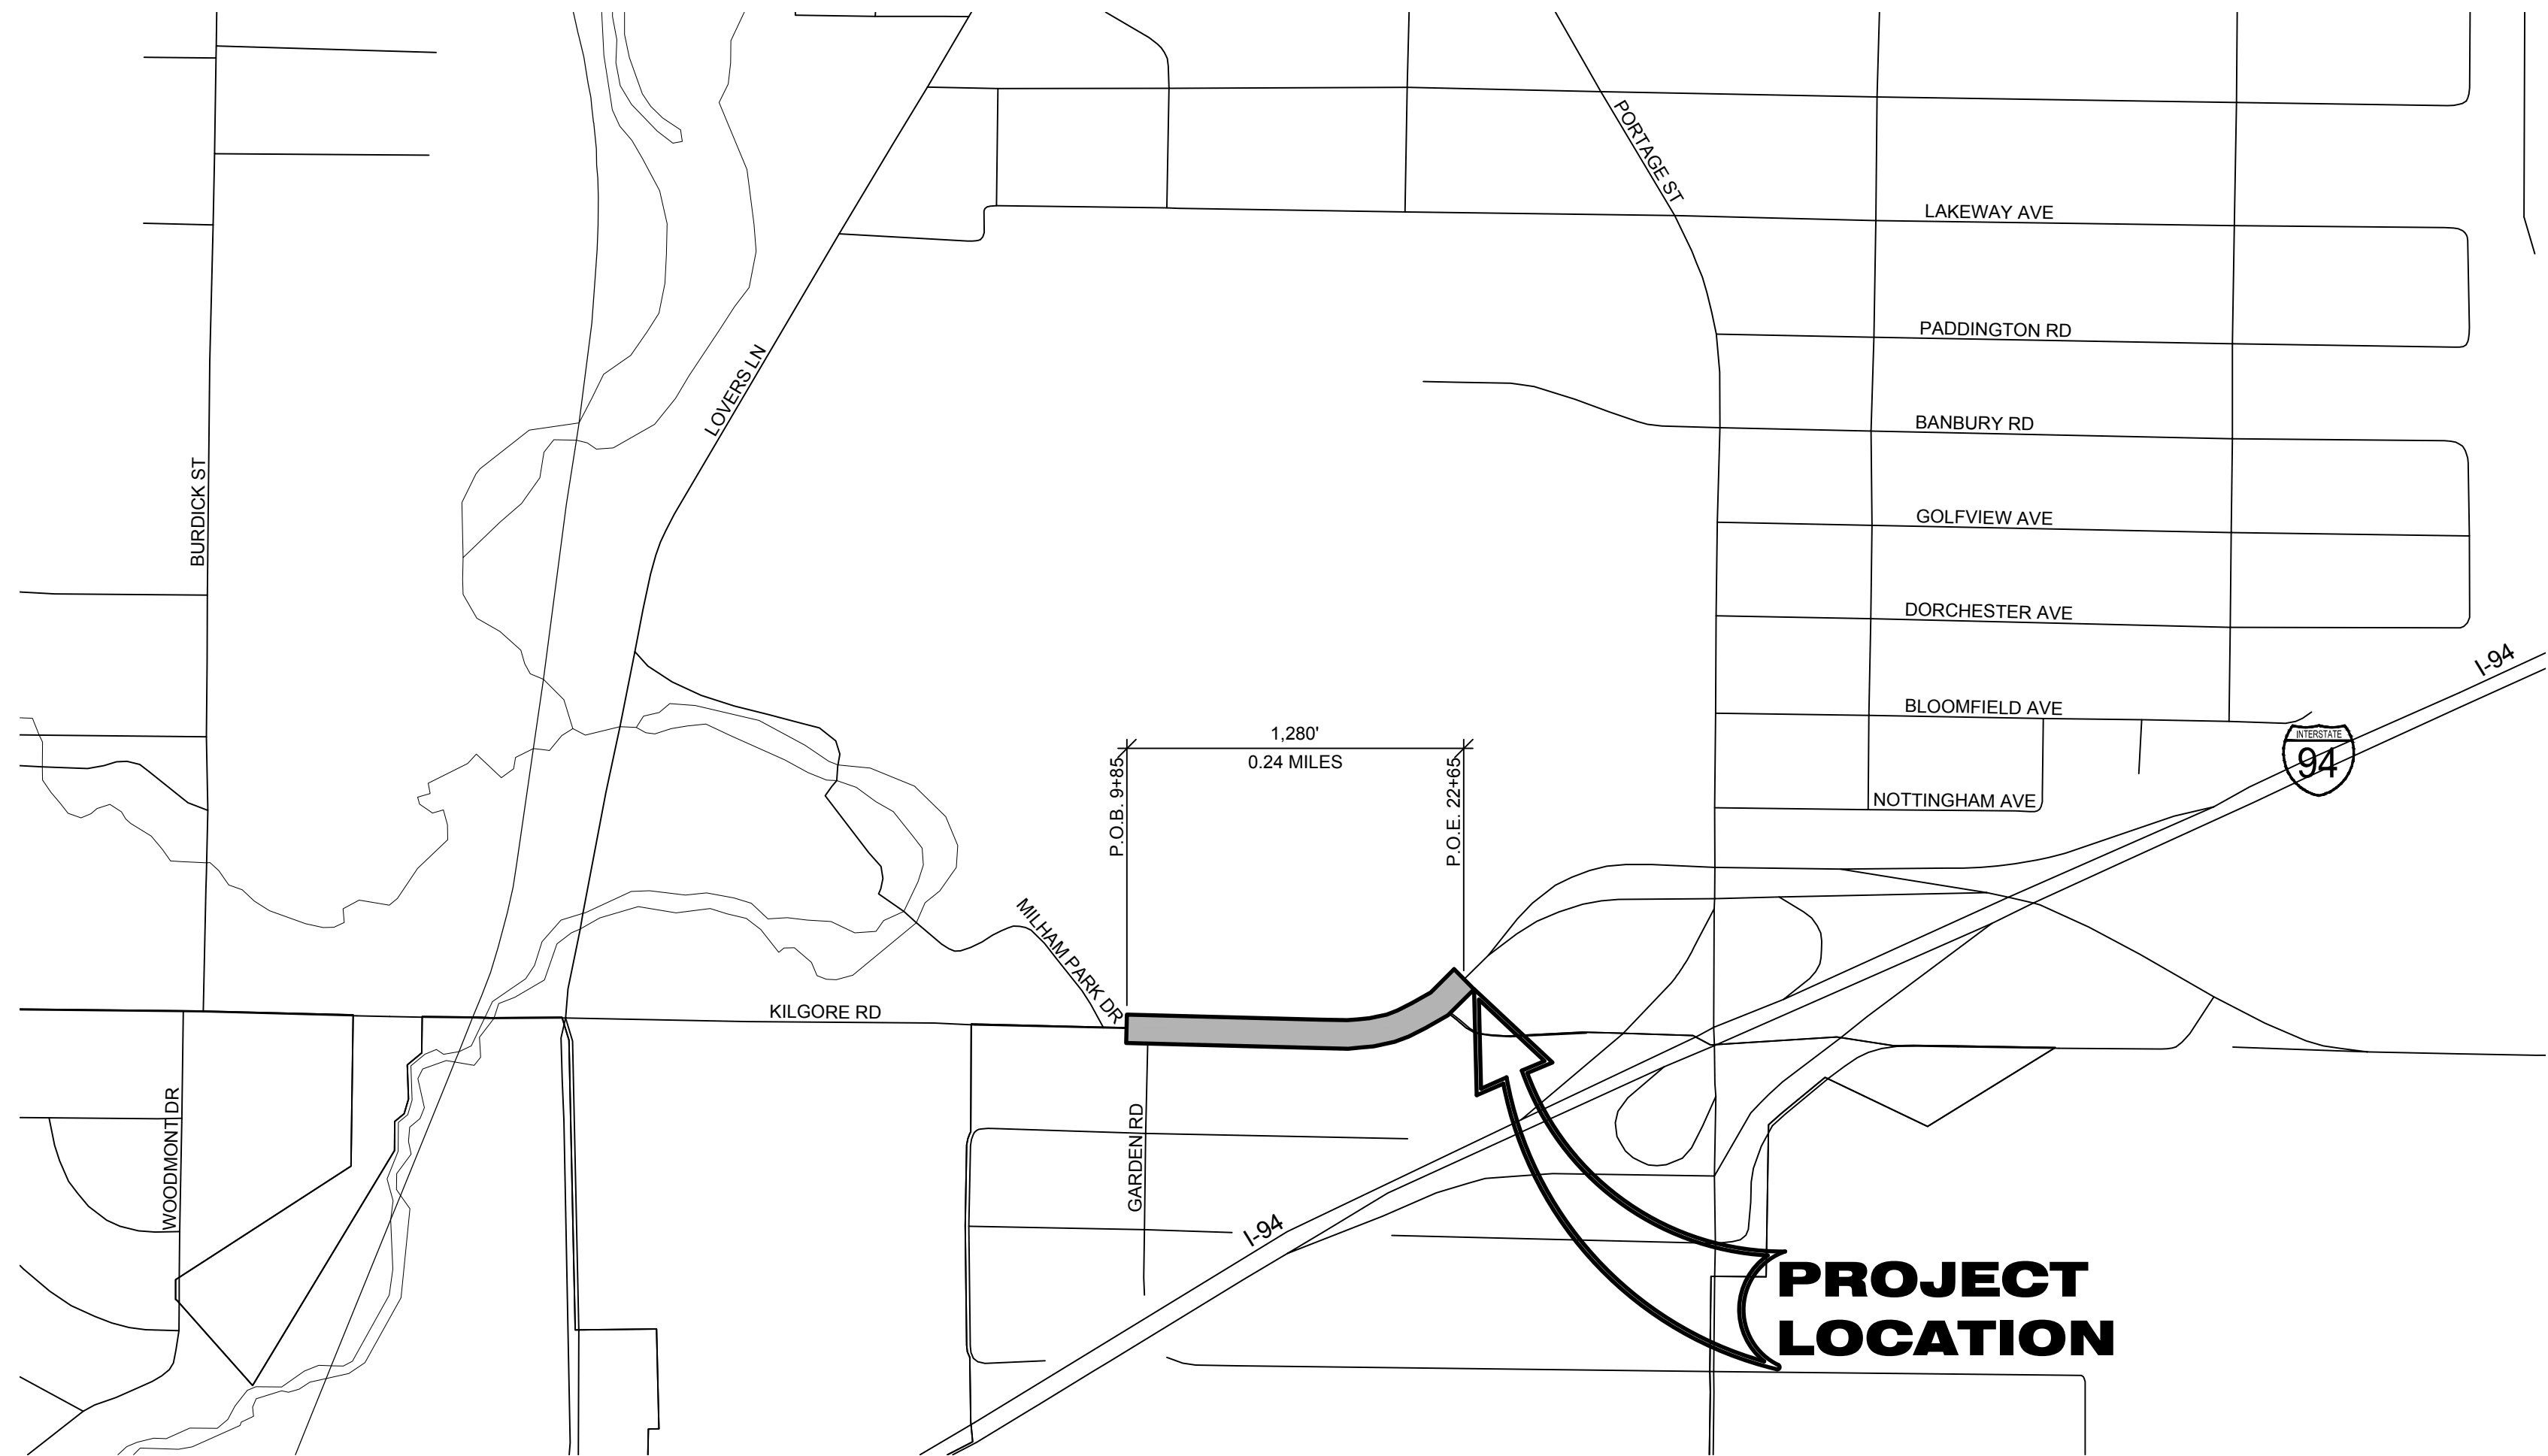 PORTAGE ST
LAKEWAY AVE
PADDINGTON RD
LOVERS LN
BANBURY RD
BURDICK ST
GOLFVIEW AVE
DORCHESTER AVE
I-94
BLOOMFIELD AVE
INTERSTATE
94
1,280'
0.24 MILES
P.O.B. 9+85
P.O.E. 22+65
NOTTINGHAM AVE
MILHAM PARK DR
KILGORE RD
WOODMONT DR
GARDEN RD
I-94
PROJECT
LOCATION